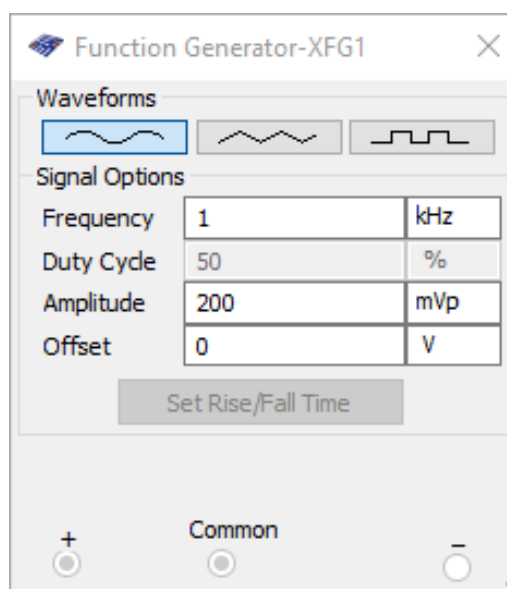 Function Generator-XFG1
Waveforms
Signal Options
Frequency 1 kHz
Duty Cycle 50 %
Amplitude 200 mVp
Offset 0 V
Set Rise/Fall Time
+ Common –